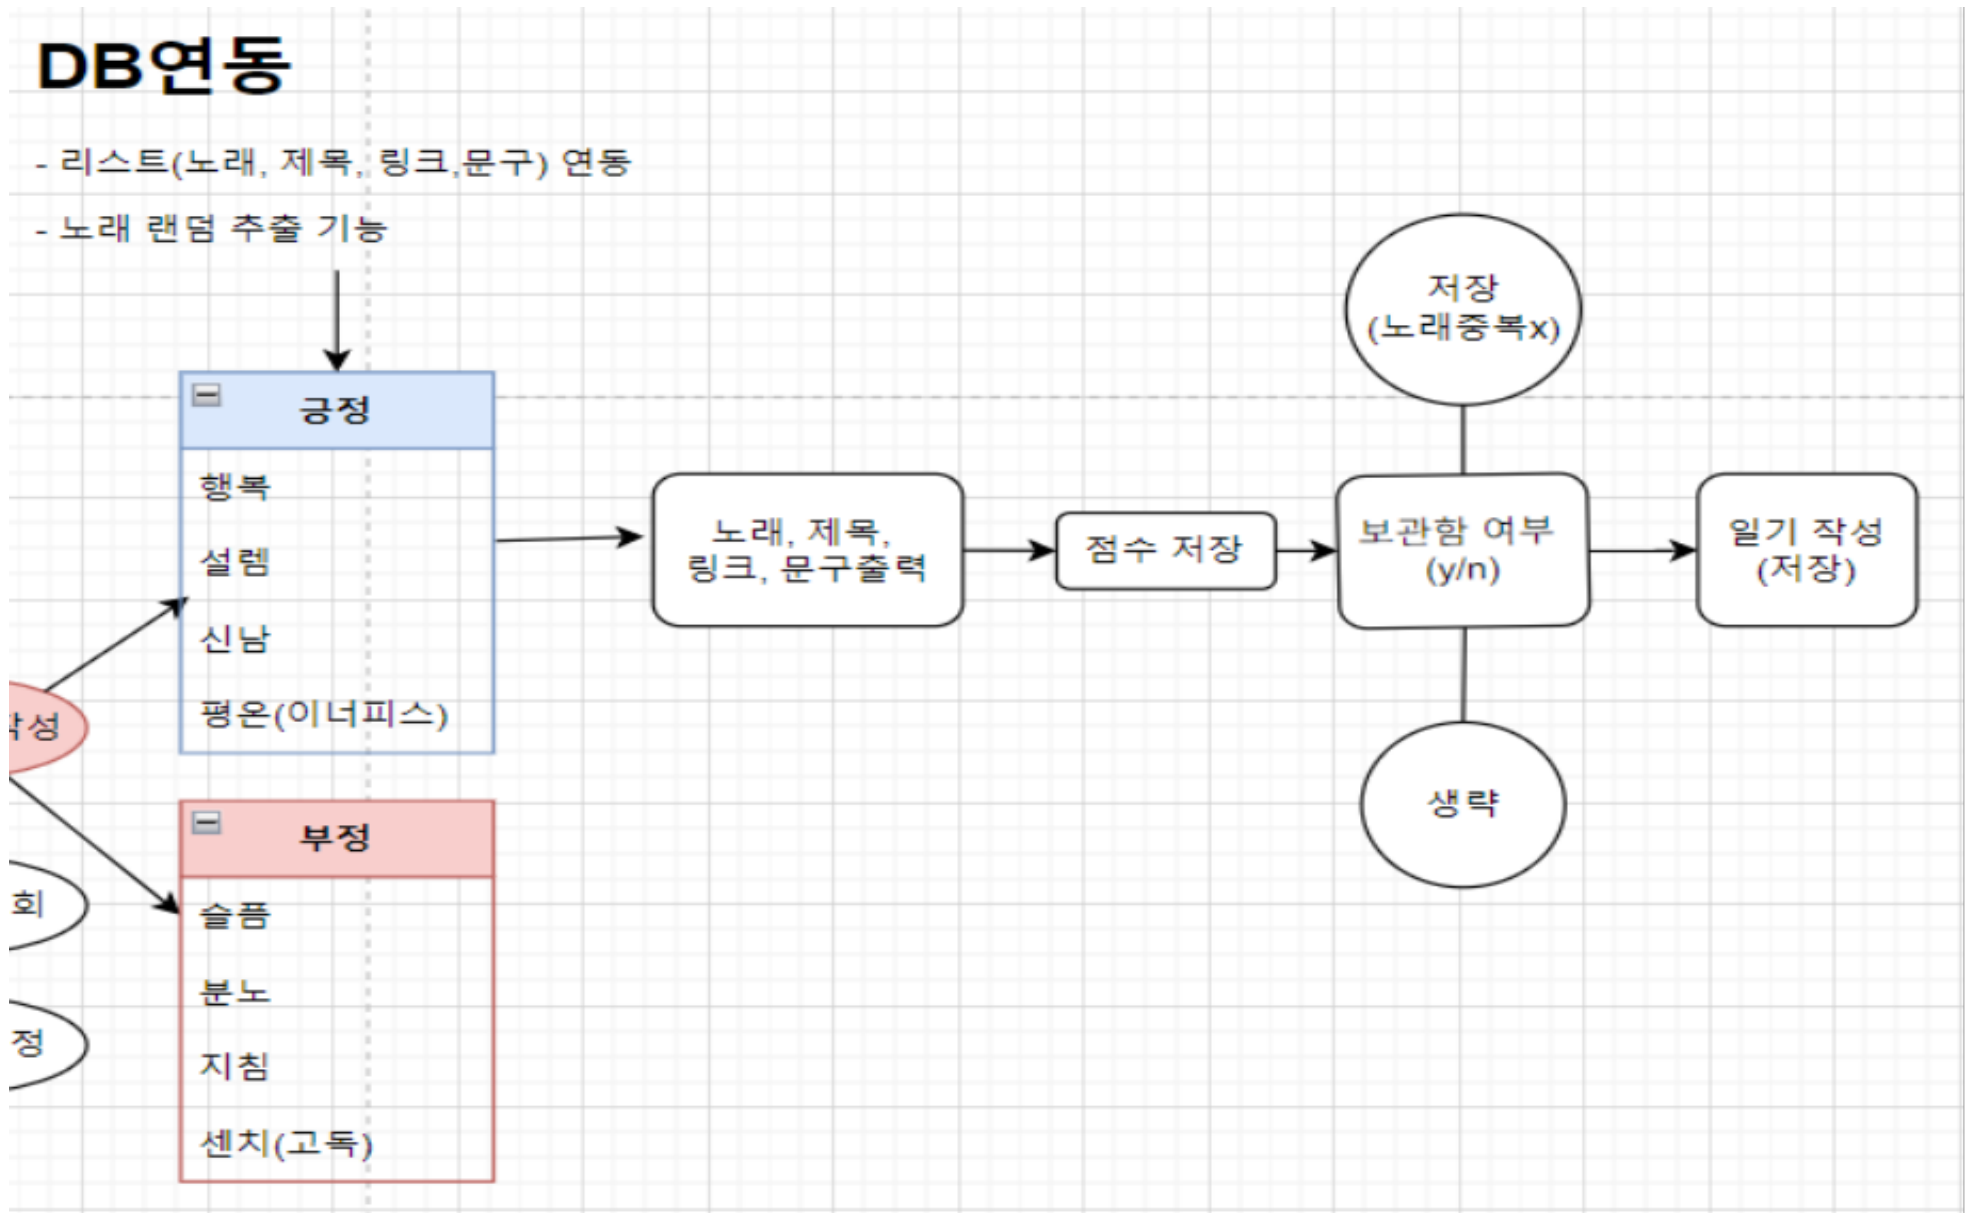 DB연동
- 리스트(노래, 제목, 링크,문구) 연동
- 노래 랜덤 추출 기능
긍정
행복
설렘
신남
평온(이너피스)
작성
부정
슬픔
분노
지침
센치(고독)
회
정
노래, 제목,
링크, 문구출력
점수 저장
저장
(노래중복x)
보관함 여부
(y/n)
생략
일기 작성
(저장)